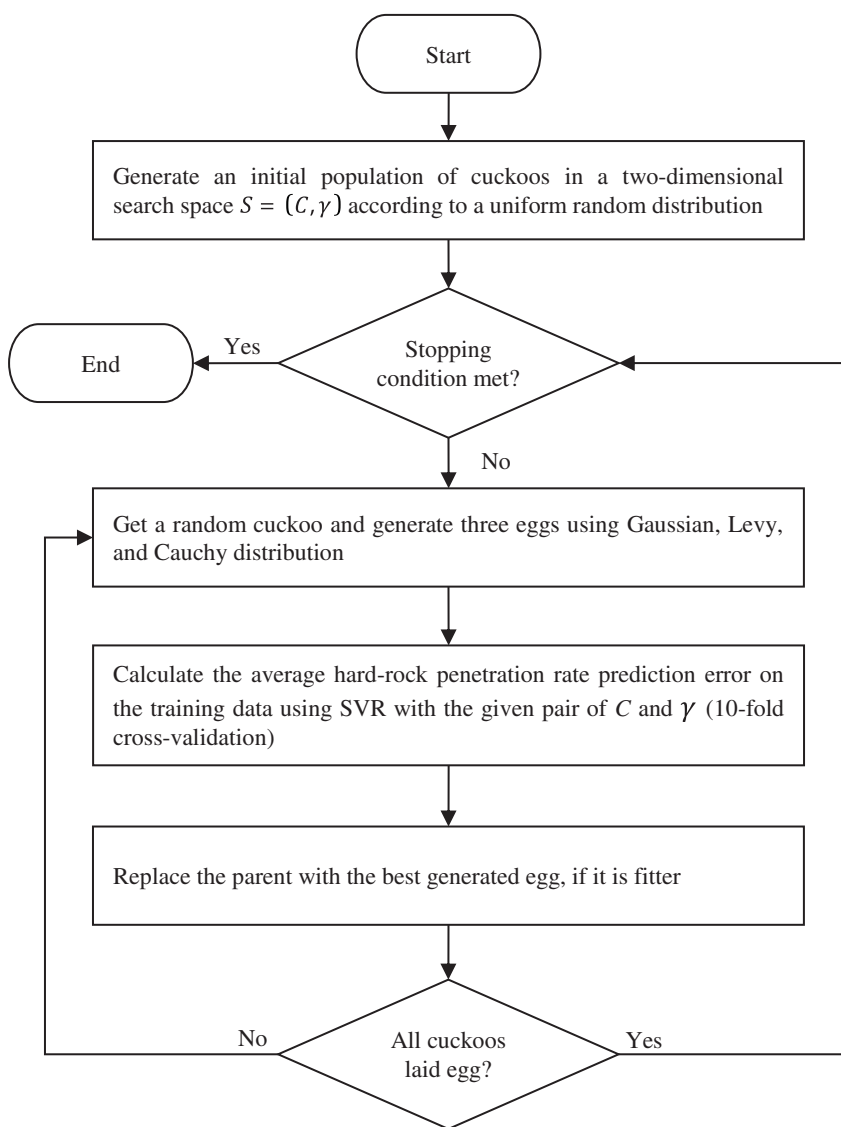 Start
Generate an initial population of cuckoos in a two-dimensional
search space S = (C, γ) according to a uniform random distribution
Yes
End
Stopping
condition met?
No
Get a random cuckoo and generate three eggs using Gaussian, Levy,
and Cauchy distribution
Calculate the average hard-rock penetration rate prediction error on
the training data using SVR with the given pair of C and γ (10-fold
cross-validation)
Replace the parent with the best generated egg, if it is fitter
No
All cuckoos
laid egg?
Yes